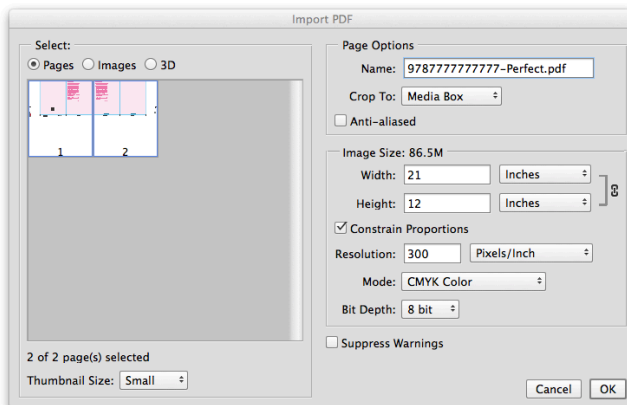 Import PDF
Select:
Pages Images 3D
1 2
2 of 2 page(s) selected
Thumbnail Size: Small
Page Options
Name: 9787777777777-Perfect.pdf
Crop To: Media Box
Anti-aliased
Image Size: 86.5M
Width: 21 Inches
Height: 12 Inches
Constrain Proportions
Resolution: 300 Pixels/Inch
Mode: CMYK Color
Bit Depth: 8 bit
Suppress Warnings
Cancel OK